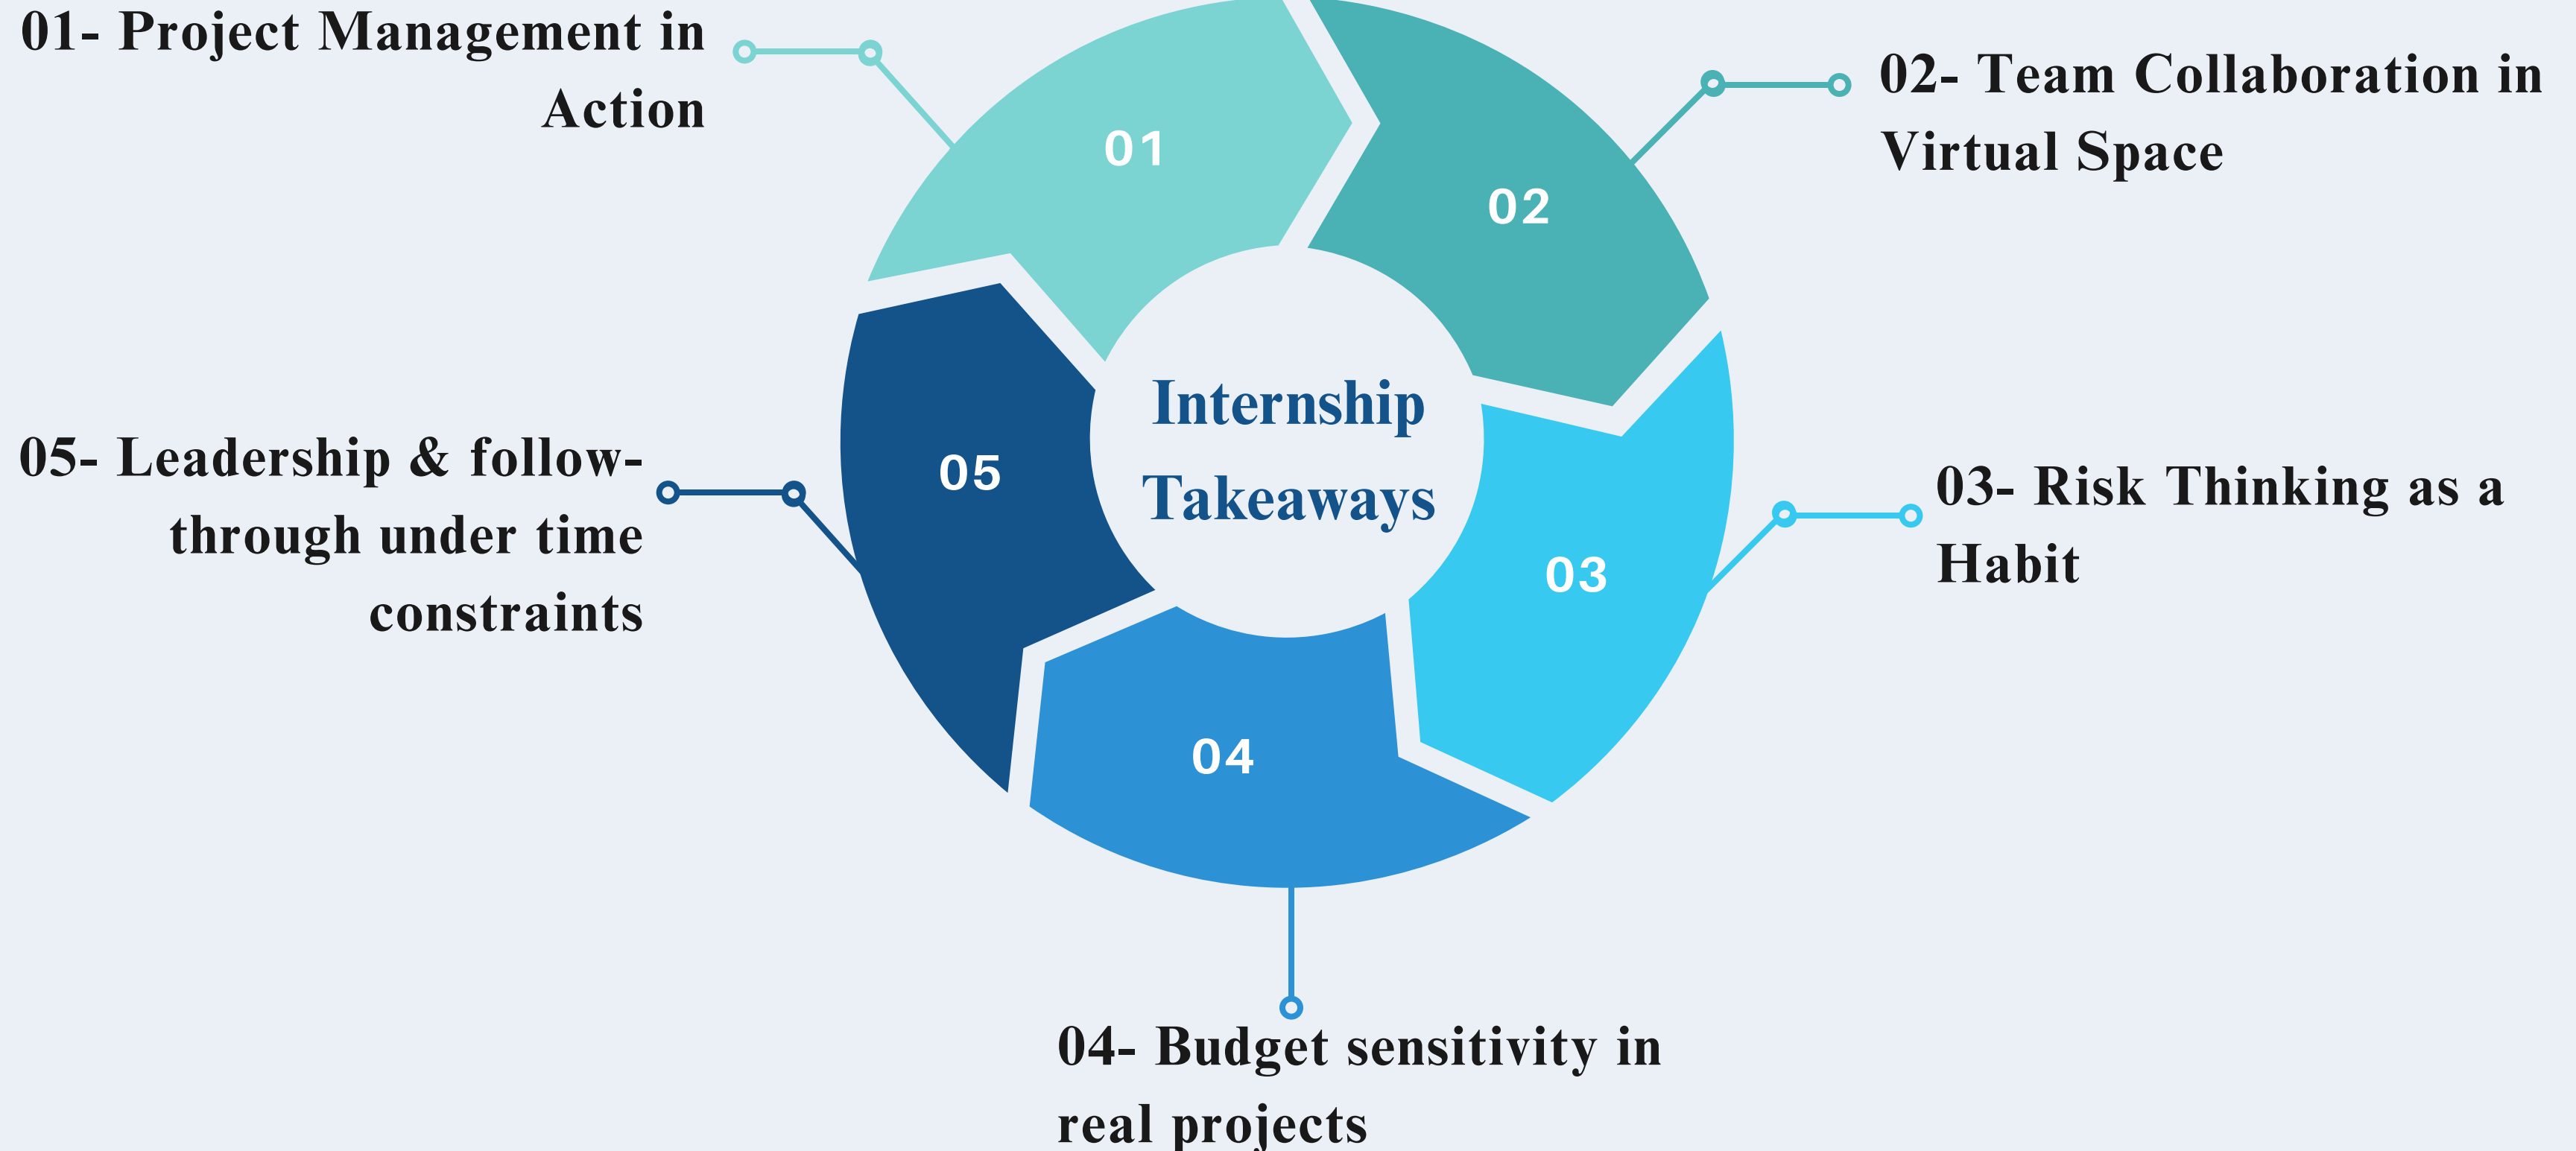 01- Project Management in
Action
01
02- Team Collaboration in
Virtual Space
02
Internship
Takeaways
05- Leadership & follow-
through under time
constraints
05
03- Risk Thinking as a
Habit
03
04
04- Budget sensitivity in
real projects